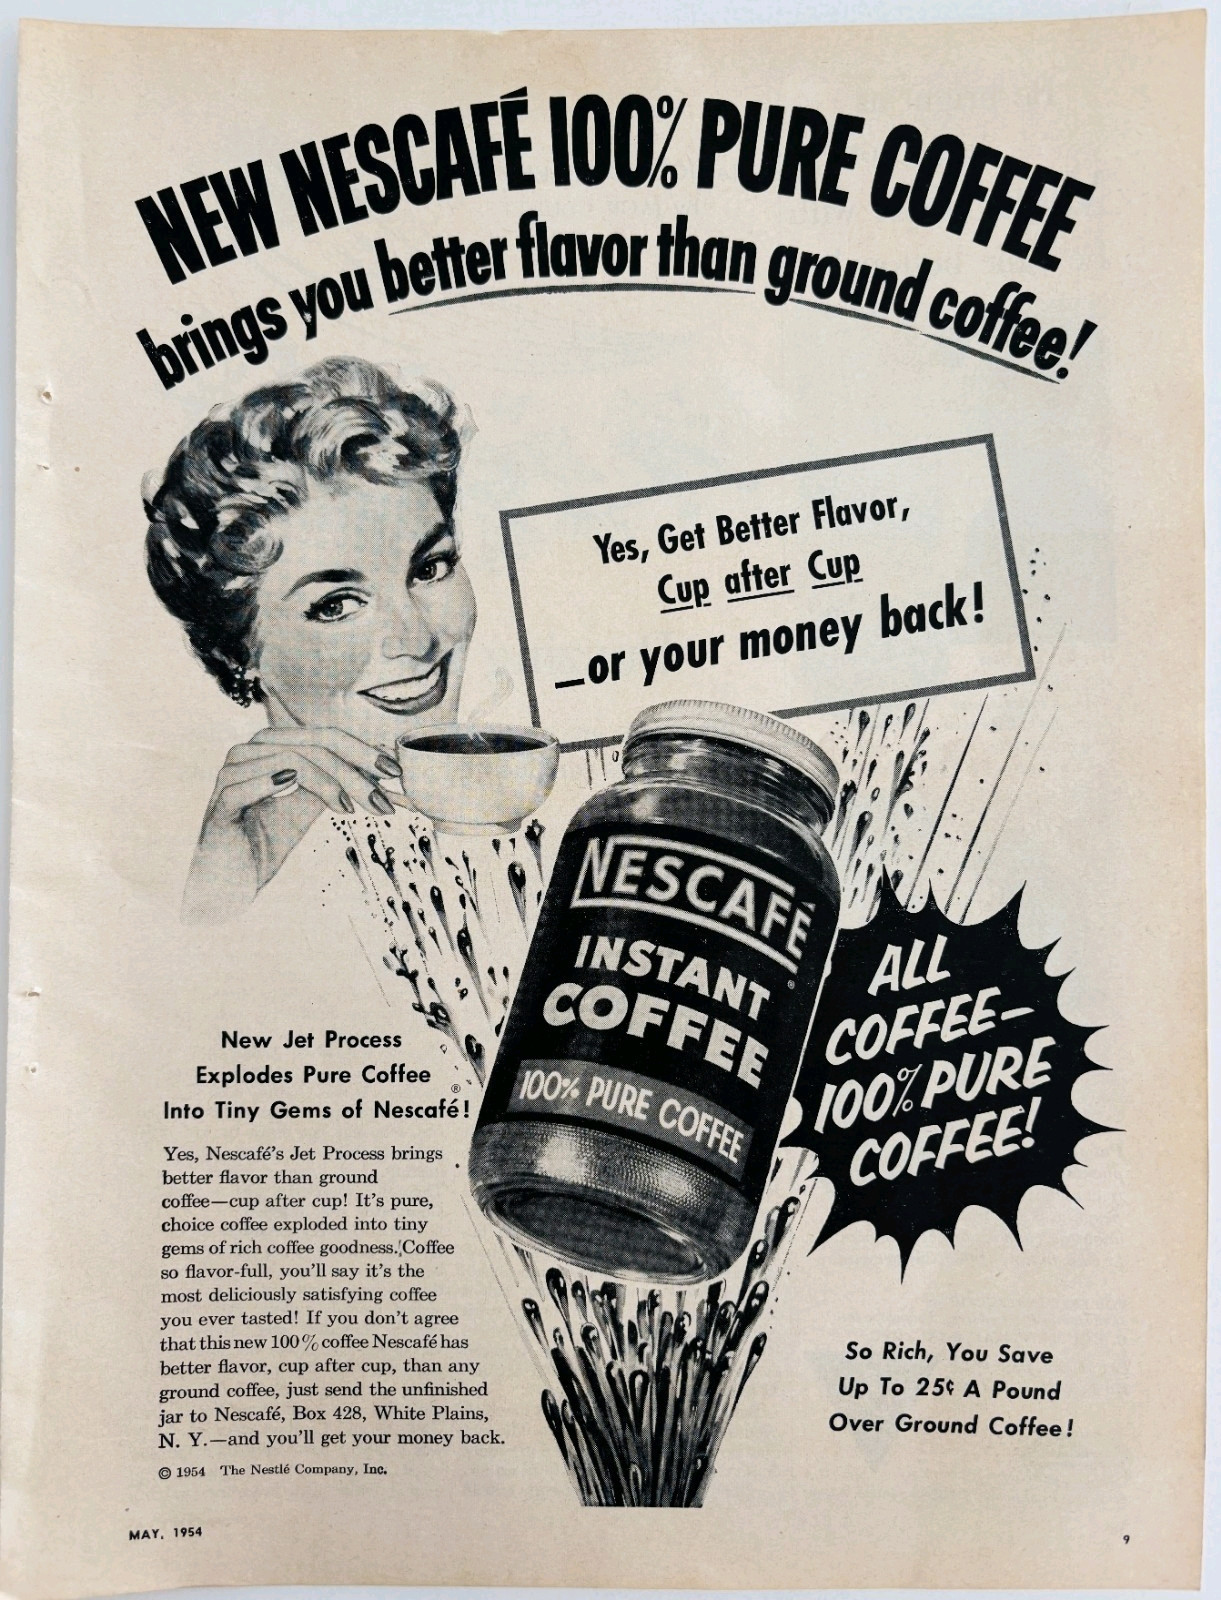 NEW NESCAFÉ 100% PURE COFFEE
brings you better flavor than ground coffee!
Yes, Get Better Flavor,
Cup after Cup
—or your money back!
NESCAFÉ
®
INSTANT
COFFEE
100% PURE COFFEE
ALL
COFFEE—
100% PURE
COFFEE!
New Jet Process
Explodes Pure Coffee
Into Tiny Gems of Nescafé®!
Yes, Nescafé's Jet Process brings
better flavor than ground
coffee—cup after cup! It's pure,
choice coffee exploded into tiny
gems of rich coffee goodness. Coffee
so flavor-full, you'll say it's the
most deliciously satisfying coffee
you ever tasted! If you don't agree
that this new 100% coffee Nescafé has
better flavor, cup after cup, than any
ground coffee, just send the unfinished
jar to Nescafé, Box 428, White Plains,
N. Y.—and you'll get your money back.
© 1954 The Nestlé Company, Inc.
So Rich, You Save
Up To 25¢ A Pound
Over Ground Coffee!
MAY, 1954
9